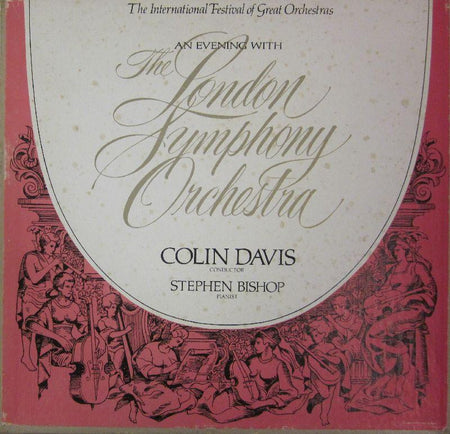 The International Festival of Great Orchestras
AN EVENING WITH
The London
Symphony
Orchestra
COLIN DAVIS
CONDUCTOR
STEPHEN BISHOP
PIANIST